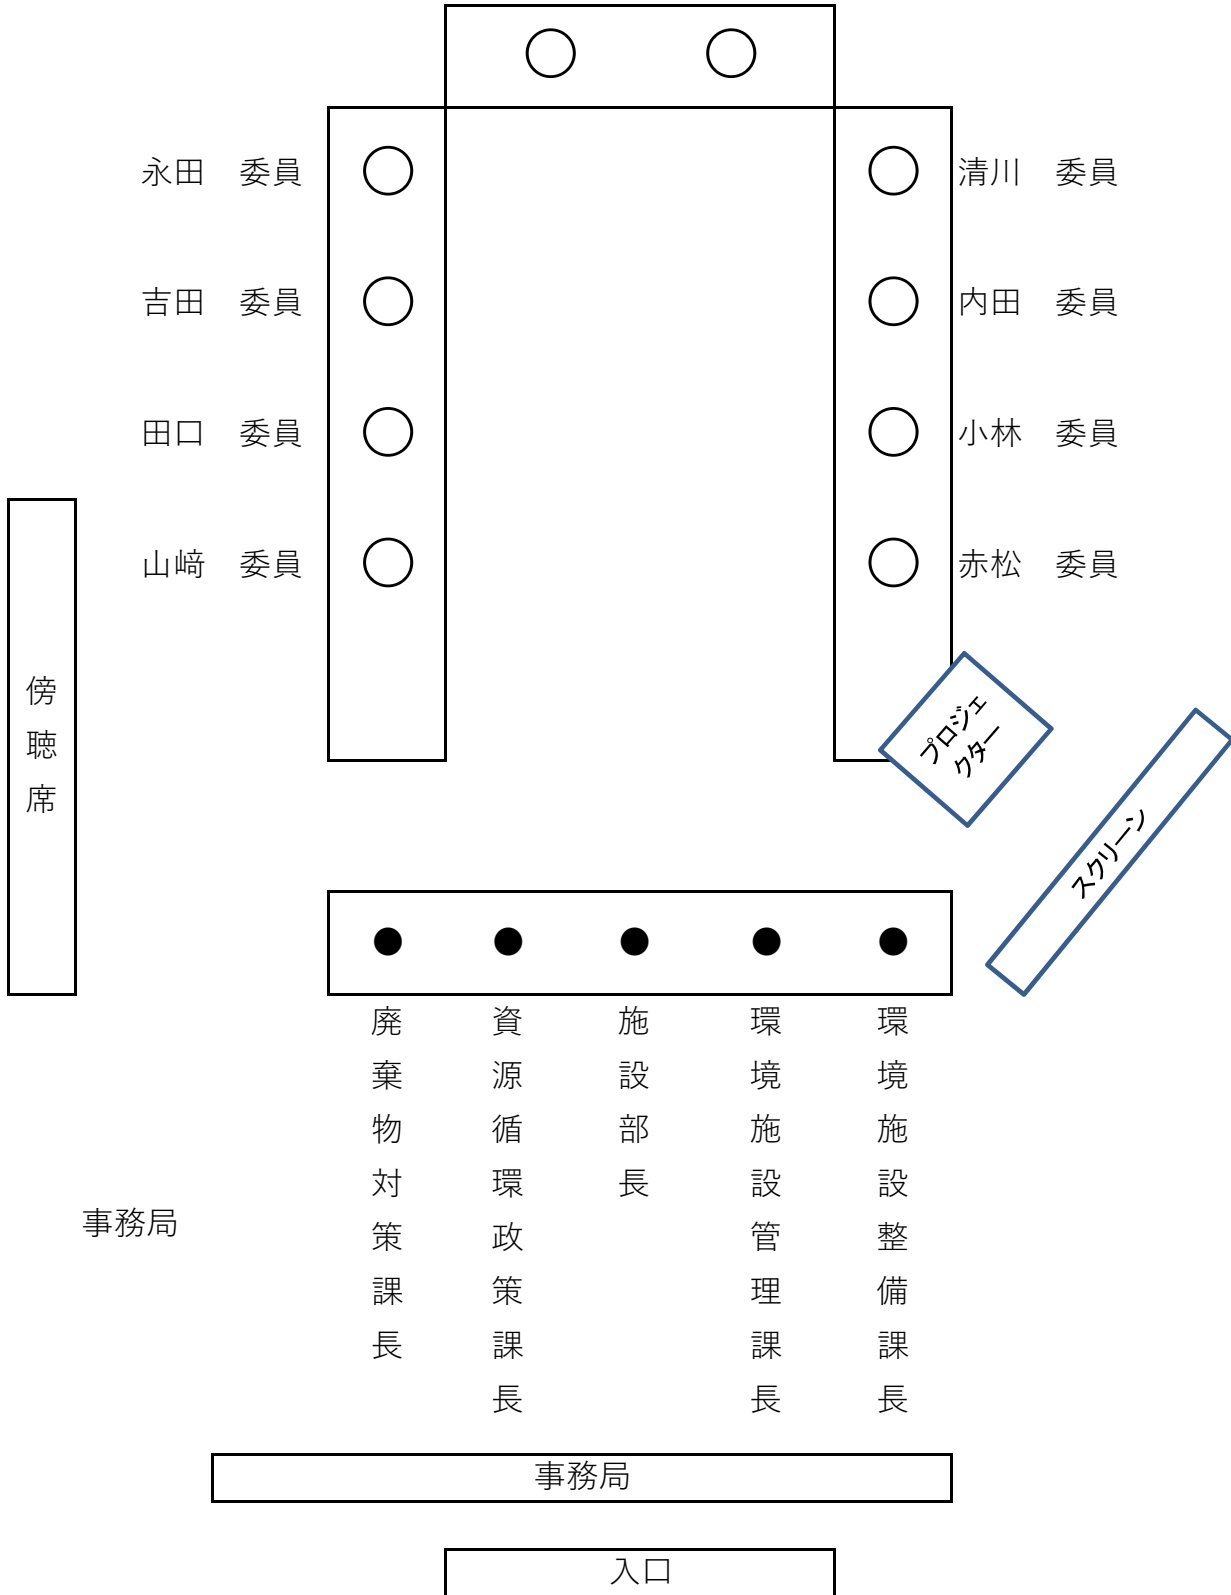 永田　委員
清川　委員
吉田　委員
内田　委員
田口　委員
小林　委員
山﨑　委員
赤松　委員
傍聴席
プロジェ
クター
スクリーン
廃棄物対策課長
資源循環政策課長
施設部長
環境施設管理課長
環境施設整備課長
事務局
事務局
入口